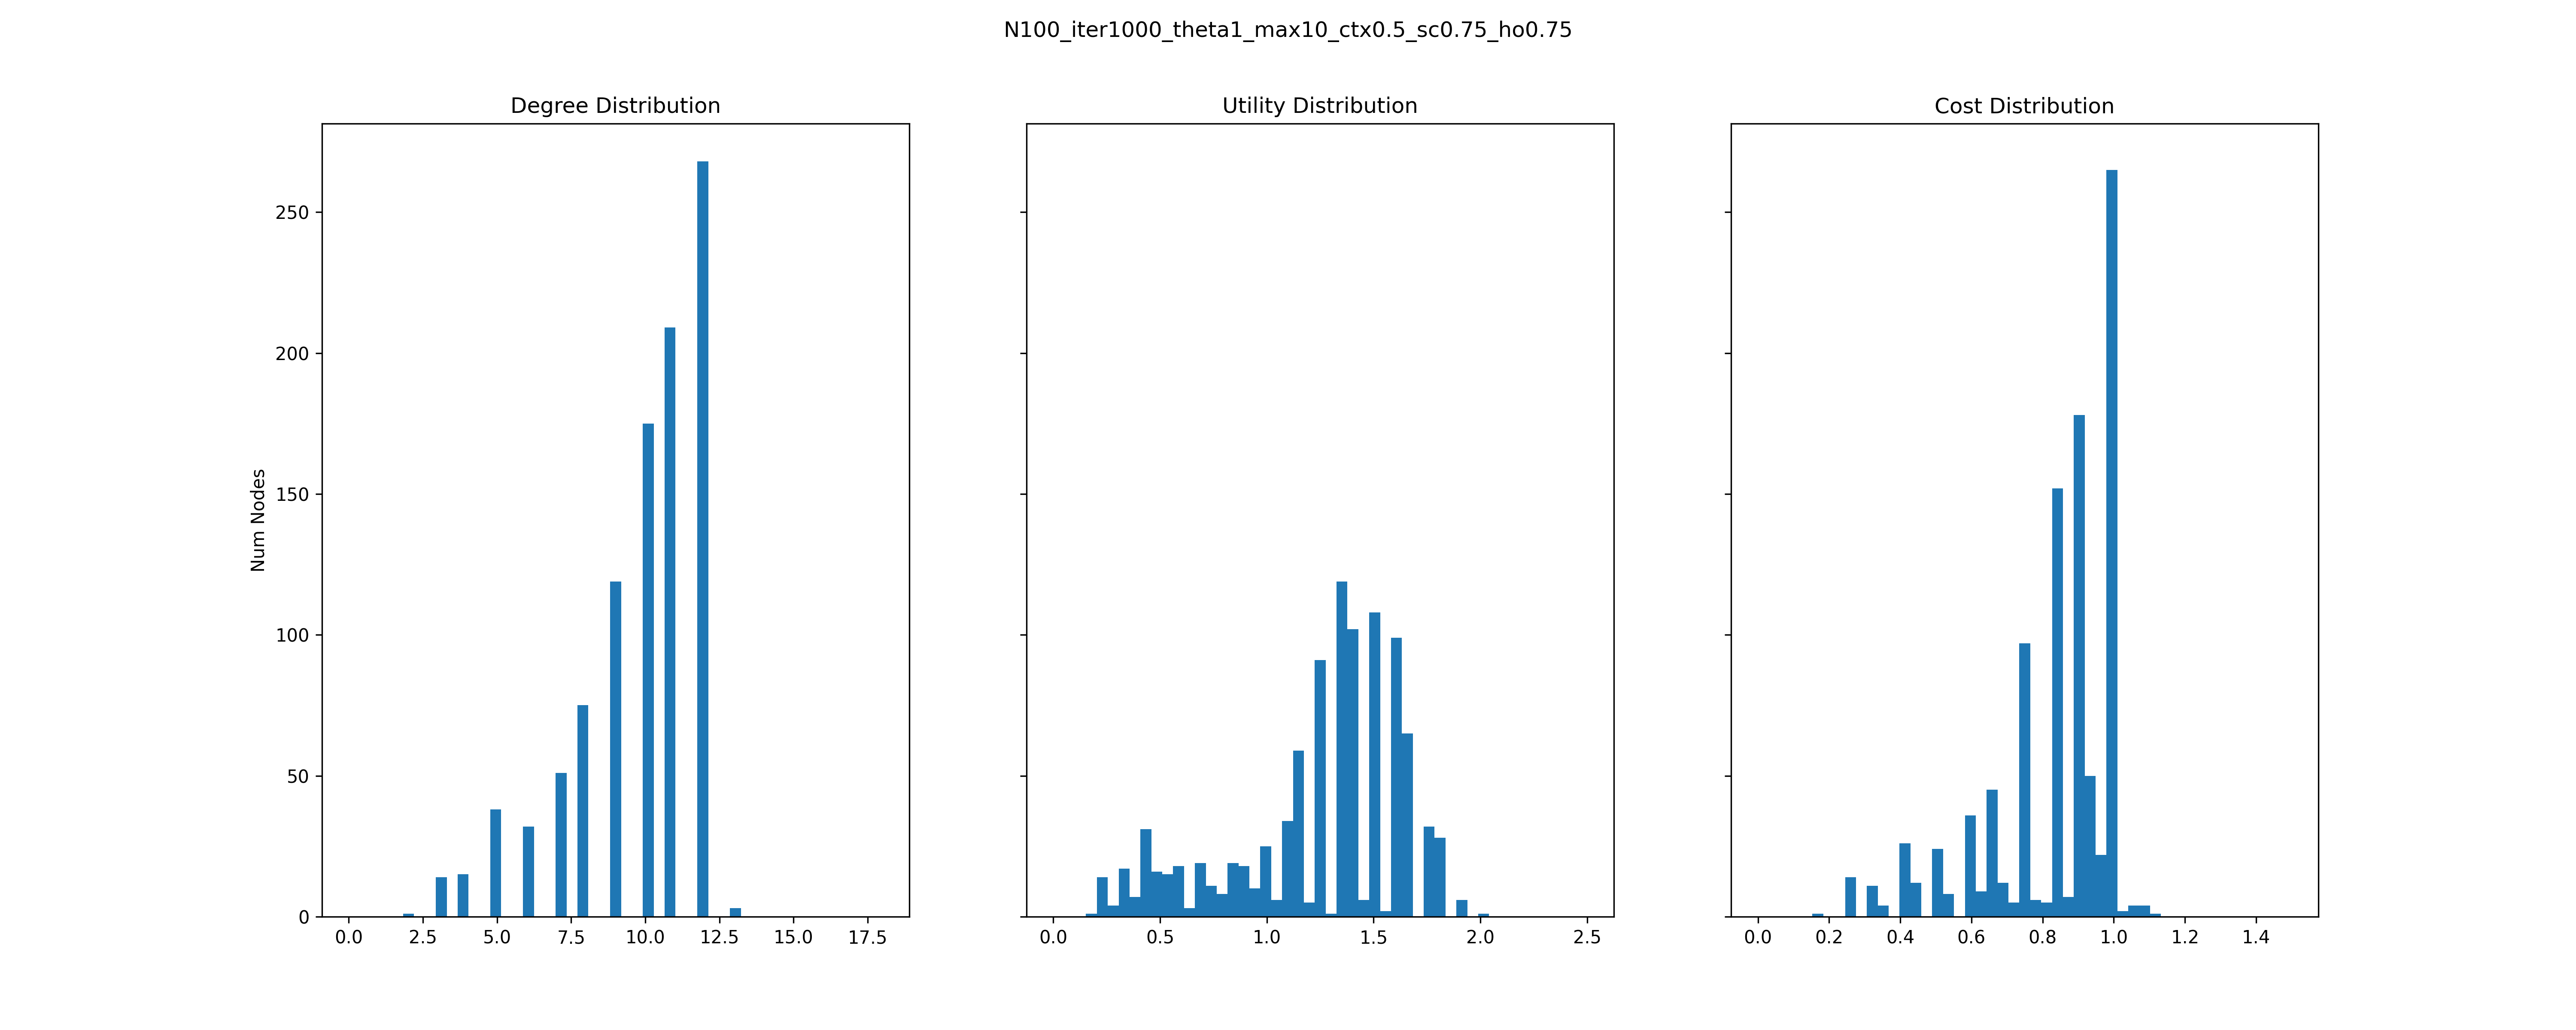 N100_iter1000_theta1_max10_ctx0.5_sc0.75_ho0.75
Degree Distribution
Utility Distribution
Cost Distribution
Num Nodes
250
200
150
100
50
0
0.0 2.5 5.0 7.5 10.0 12.5 15.0 17.5
0.0 0.5 1.0 1.5 2.0 2.5
0.0 0.2 0.4 0.6 0.8 1.0 1.2 1.4